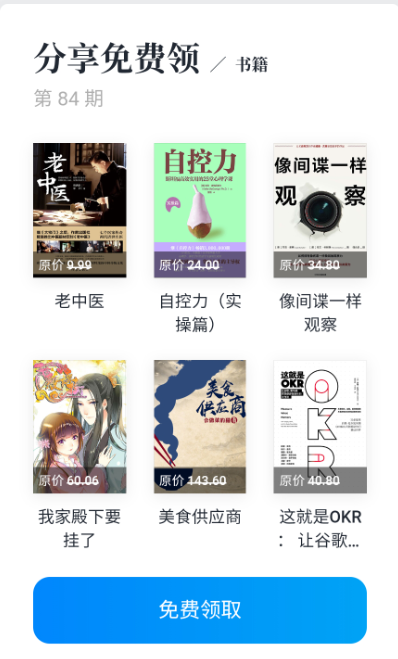 分享免费领 / 书籍
第 84 期
老中医
原价 9.99
自控力
原价 24.00
像间谍一样
观察
原价 34.80
老中医
自控力（实
操篇）
像间谍一样
观察
原价 60.06
美食
供应商
原价 143.60
这就是
OKR
OKR
原价 40.80
我家殿下要
挂了
美食供应商
这就是OKR
： 让谷歌...
免费领取